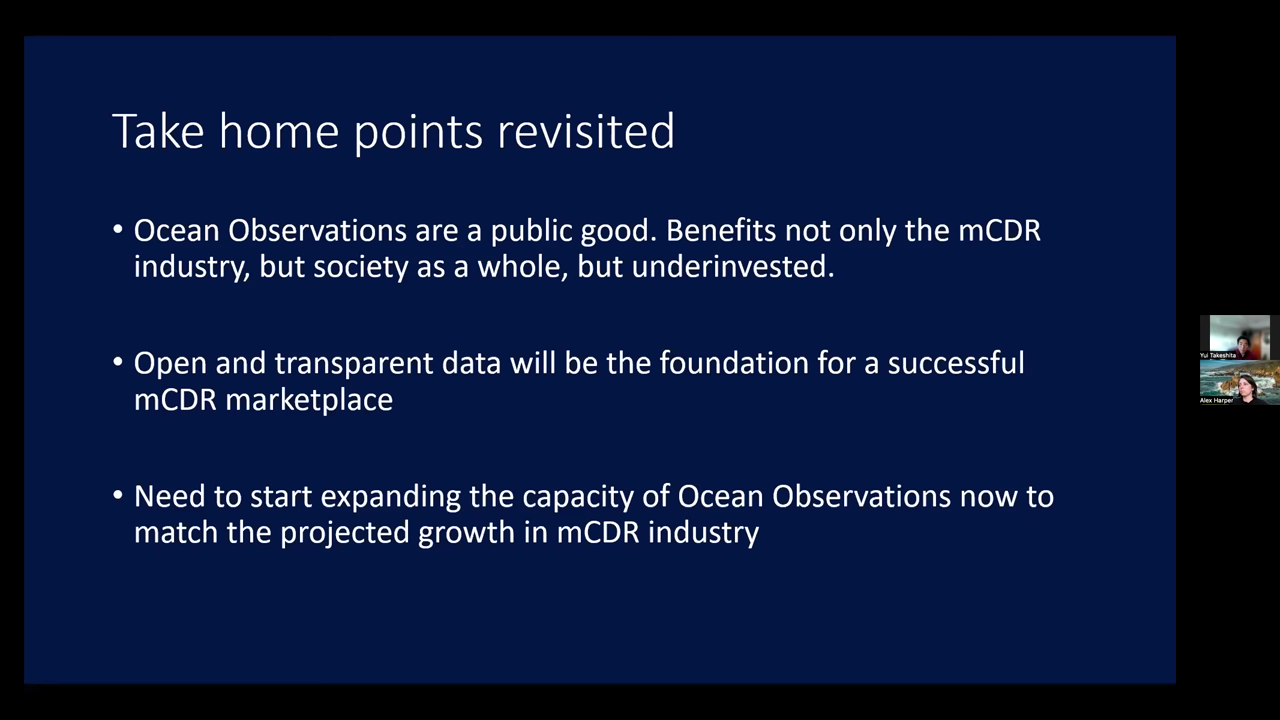 Take home points revisited
• Ocean Observations are a public good. Benefits not only the mCDR
industry, but society as a whole, but underinvested.
• Open and transparent data will be the foundation for a successful
mCDR marketplace
• Need to start expanding the capacity of Ocean Observations now to
match the projected growth in mCDR industry
Yui Takeshita
Alex Harper